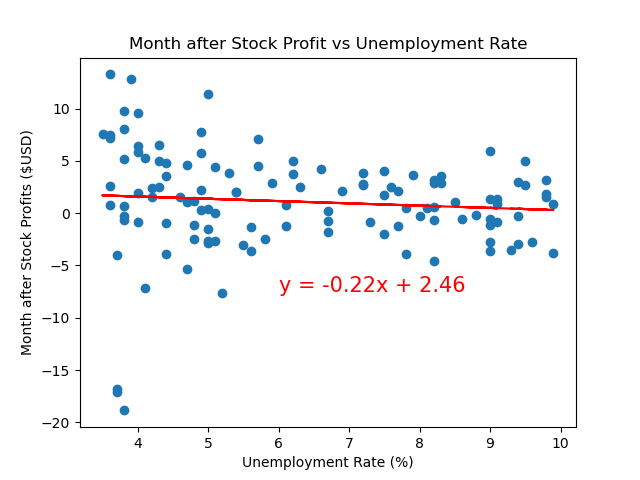 Month after Stock Profit vs Unemployment Rate
Month after Stock Profits ($USD)
10
5
0
−5
−10
−15
−20
y = -0.22x + 2.46
4 5 6 7 8 9 10
Unemployment Rate (%)